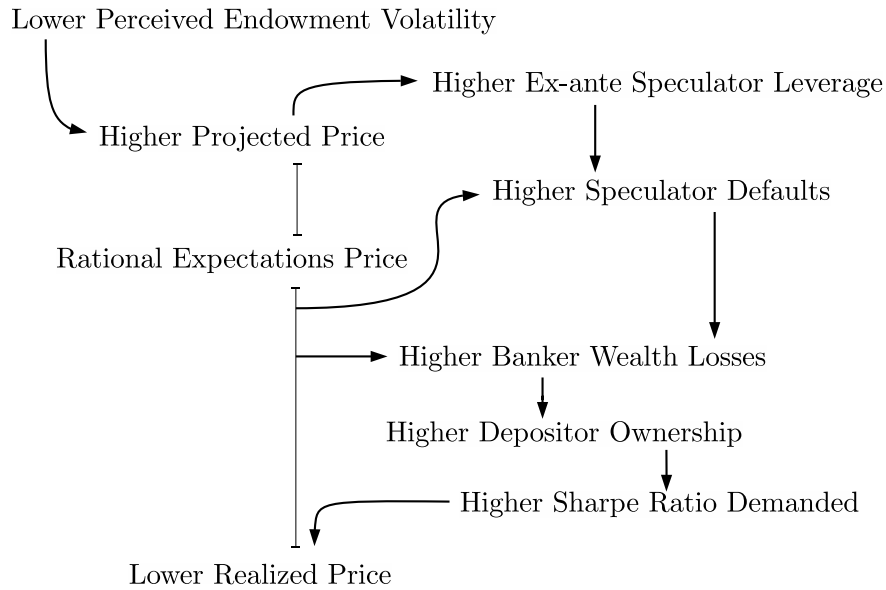 Lower Perceived Endowment Volatility
Higher Ex-ante Speculator Leverage
Higher Projected Price
Higher Speculator Defaults
Rational Expectations Price
Higher Banker Wealth Losses
Higher Depositor Ownership
Higher Sharpe Ratio Demanded
Lower Realized Price